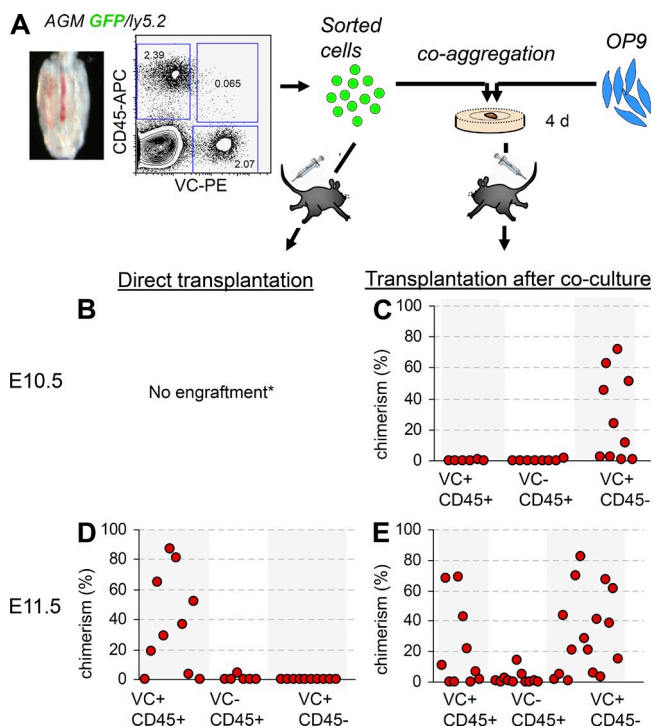 A
AGM GFP/ly5.2
Sorted
cells
co-aggregation
OP9
2.39
0.065
2.07
CD45-APC
VC-PE
4 d
Direct transplantation
Transplantation after co-culture
B
C
E10.5
No engraftment*
chimerism (%)
100
80
60
40
20
0
VC+
CD45+
VC-
CD45+
VC+
CD45-
D
E
E11.5
chimerism (%)
100
80
60
40
20
0
VC+
CD45+
VC-
CD45+
VC+
CD45-
chimerism (%)
100
80
60
40
20
0
VC+
CD45+
VC-
CD45+
VC+
CD45-